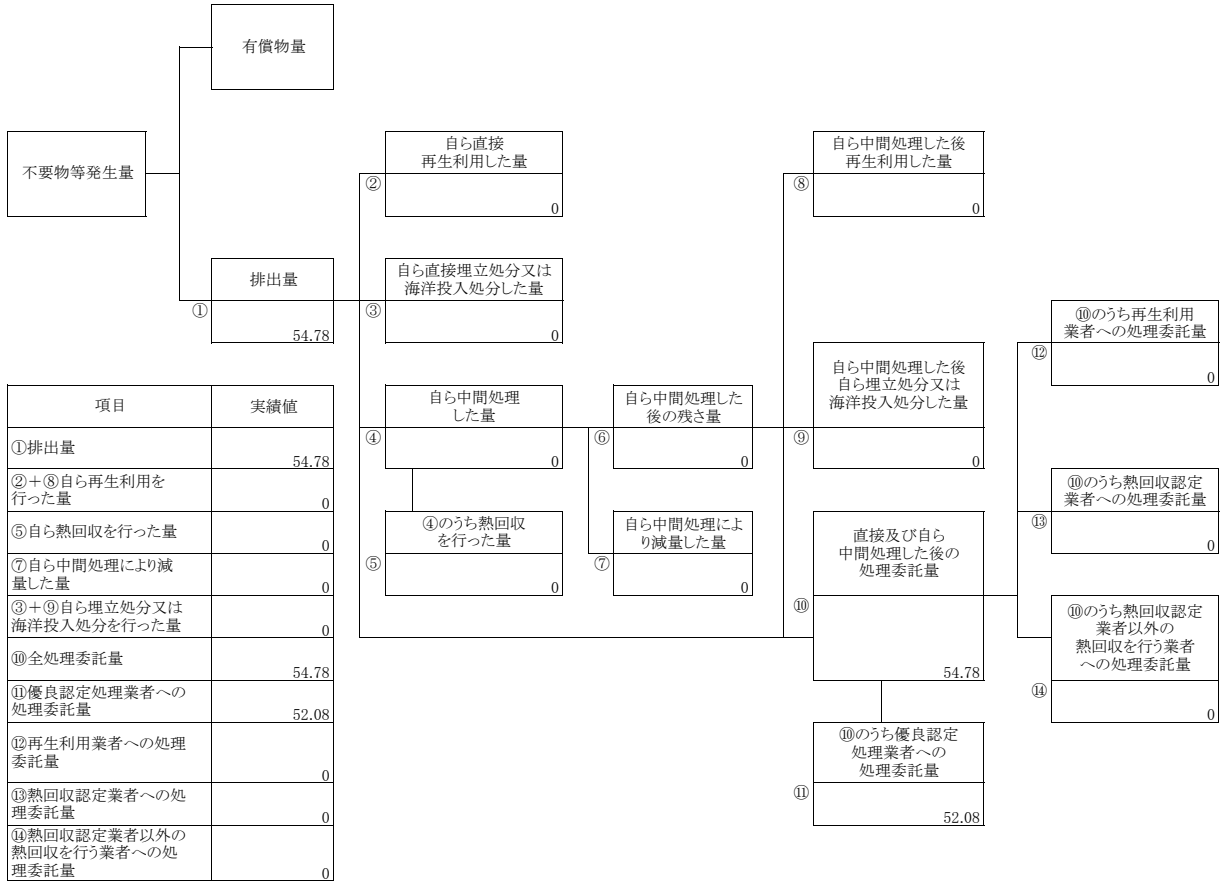 有償物量
不要物等発生量
自ら直接
再生利用した量
②
0
自ら中間処理した後
再生利用した量
⑧
0
排出量
①
54.78
自ら直接埋立処分又は
海洋投入処分した量
③
0
⑩のうち再生利用
業者への処理委託量
⑫
0
自ら中間処理した後
自ら埋立処分又は
海洋投入処分した量
⑨
0
自ら中間処理
した量
④
0
自ら中間処理した
後の残さ量
⑥
0
⑩のうち熱回収認定
業者への処理委託量
⑬
0
④のうち熱回収
を行った量
⑤
0
自ら中間処理によ
り減量した量
⑦
0
直接及び自ら
中間処理した後の
処理委託量
⑩
54.78
⑩のうち熱回収認定
業者以外の
熱回収を行う業者
への処理委託量
⑭
0
⑩のうち優良認定
処理業者への
処理委託量
⑪
52.08
項目 実績値
①排出量 54.78
②+⑧自ら再生利用を
行った量 0
⑤自ら熱回収を行った量 0
⑦自ら中間処理により減
量した量 0
③+⑨自ら埋立処分又は
海洋投入処分を行った量 0
⑩全処理委託量 54.78
⑪優良認定処理業者への
処理委託量 52.08
⑫再生利用業者への処理
委託量 0
⑬熱回収認定業者への処
理委託量 0
⑭熱回収認定業者以外の
熱回収を行う業者への処
理委託量 0